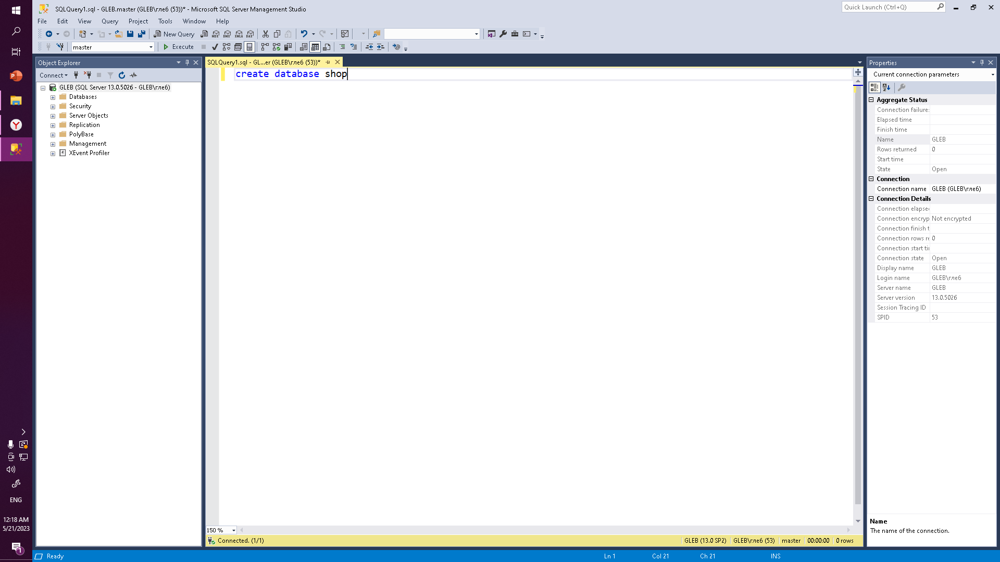 SQLQuery1.sql - GLEB.master (GLEB\гле6 (53))* - Microsoft SQL Server Management Studio
Quick Launch (Ctrl+Q)
File Edit View Query Project Tools Window Help
New Query
master
Execute
Object Explorer
Connect
GLEB (SQL Server 13.0.5026 - GLEB\гле6)
Databases
Security
Server Objects
Replication
PolyBase
Management
XEvent Profiler
SQLQuery1.sql - GL...er (GLEB\гле6 (53))*
create database shop
150 %
Connected. (1/1)
GLEB (13.0 SP2)
GLEB\гле6 (53)
master
00:00:00
0 rows
Properties
Current connection parameters
Aggregate Status
Connection failure:
Elapsed time
Finish time
Name GLEB
Rows returned 0
Start time
State Open
Connection
Connection name GLEB (GLEB\гле6)
Connection Details
Connection elapse
Connection encryp Not encrypted
Connection finish t
Connection rows re 0
Connection start ti
Connection state Open
Display name GLEB
Login name GLEB\гле6
Server name GLEB
Server version 13.0.5026
Session Tracing ID
SPID 53
Name
The name of the connection.
ENG
12:18 AM
5/21/2023
1
Ready
Ln 1
Col 21
Ch 21
INS